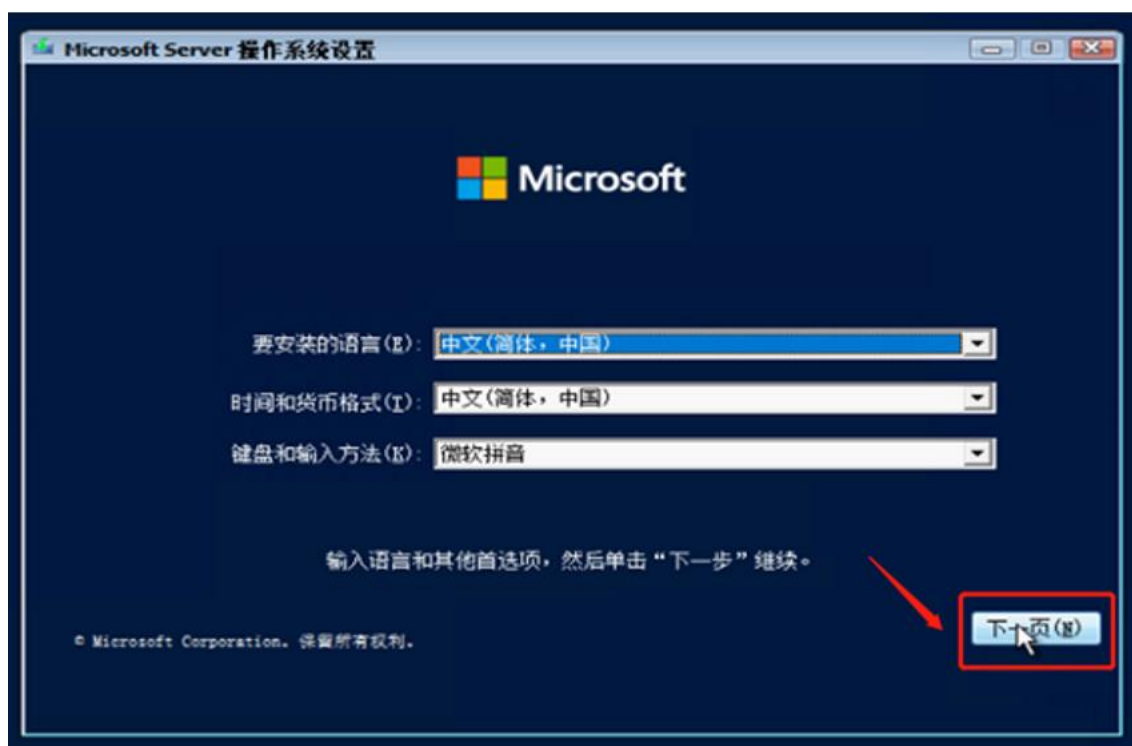 Microsoft Server 操作系统设置
Microsoft
要安装的语言(E): 中文(简体，中国)
时间和货币格式(T): 中文(简体，中国)
键盘和输入方法(K): 微软拼音
输入语言和其他首选项，然后单击“下一步”继续。
下一页(N)
© Microsoft Corporation。保留所有权利。